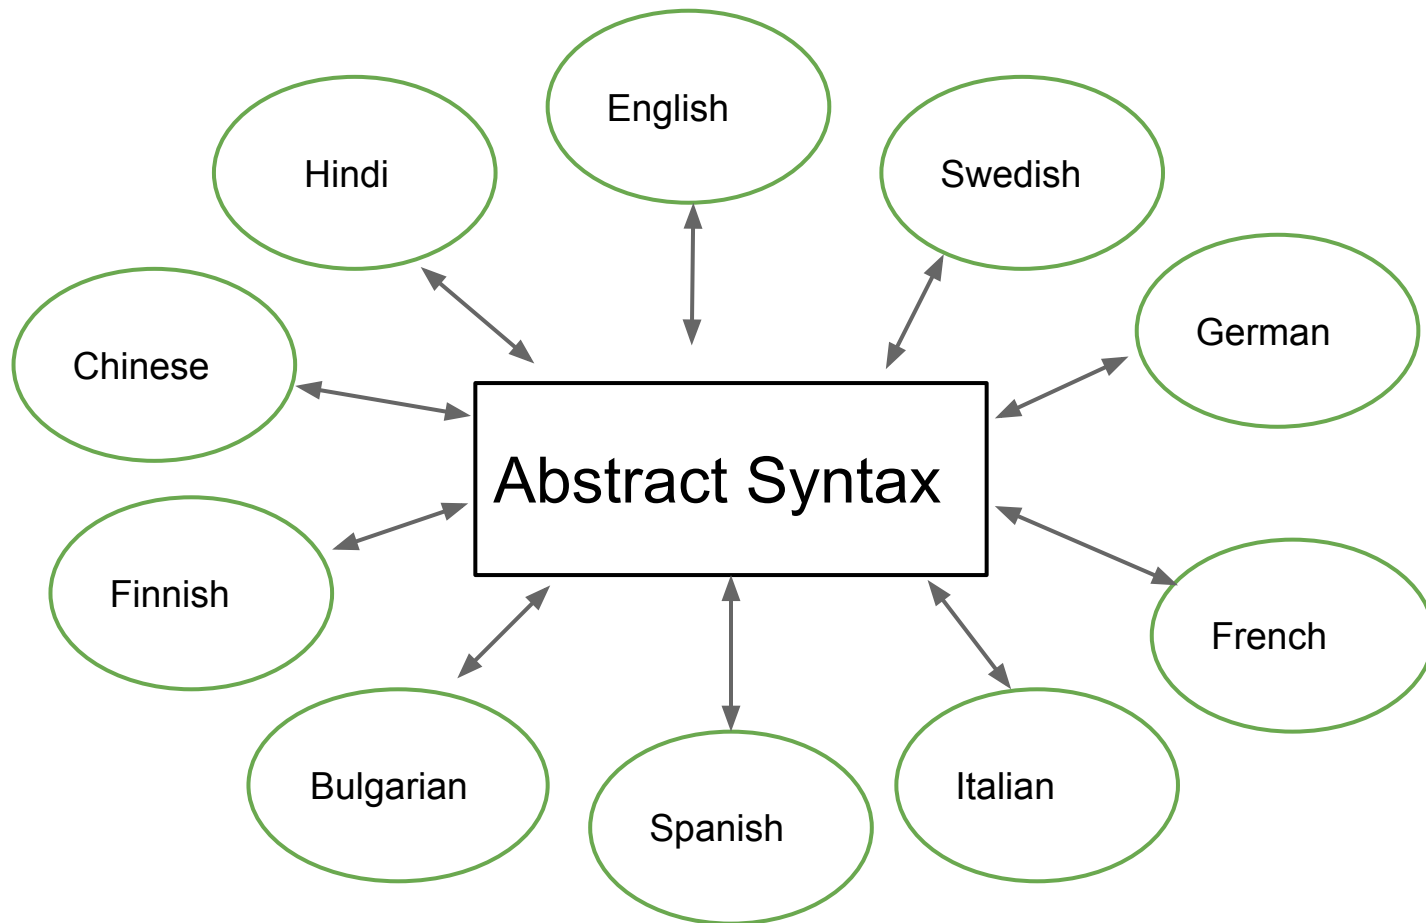 English
Hindi
Swedish
German
Chinese
Abstract Syntax
Finnish
French
Bulgarian
Italian
Spanish